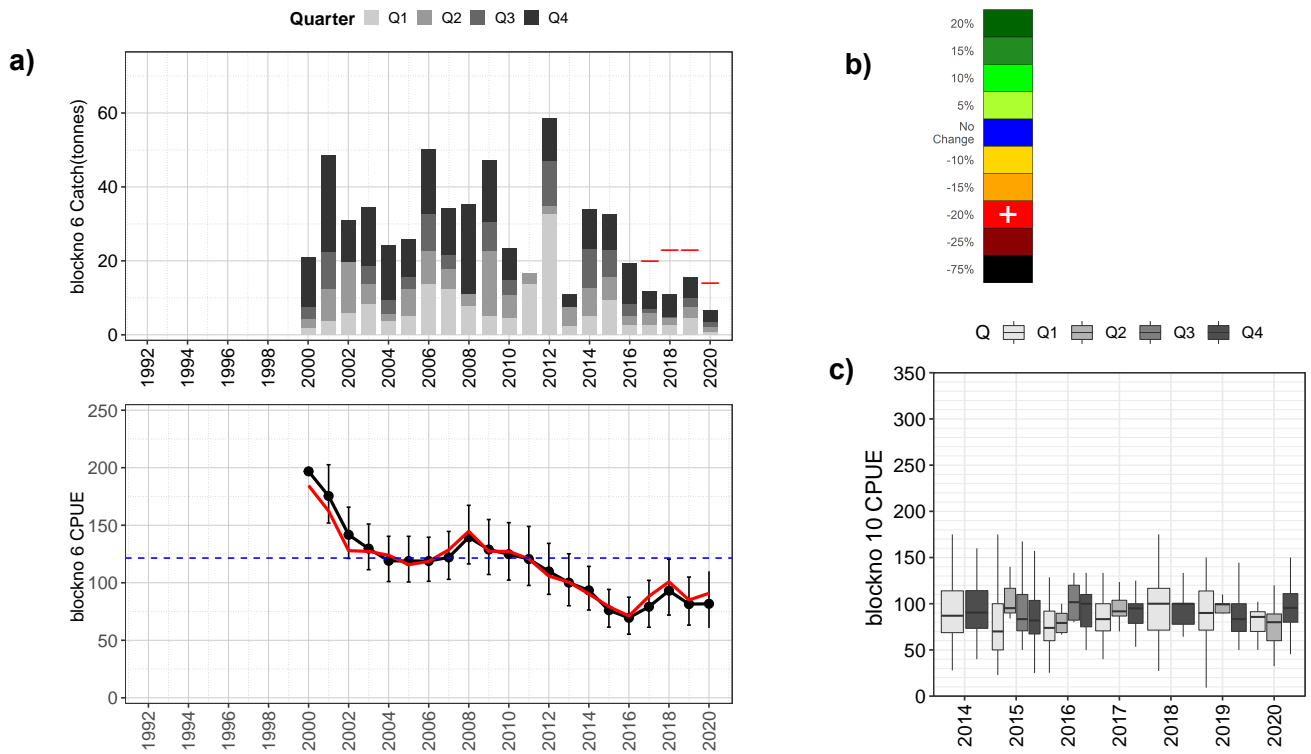 Quarter Q1 Q2 Q3 Q4
a)
blockno 6 Catch(tonnes)
60
40
20
0
1992 1994 1996 1998 2000 2002 2004 2006 2008 2010 2012 2014 2016 2018 2020
blockno 6 CPUE
250
200
150
100
50
0
1992 1994 1996 1998 2000 2002 2004 2006 2008 2010 2012 2014 2016 2018 2020
b)
20%
15%
10%
5%
No
Change
-10%
-15%
-20%
-25%
-75%
Q Q1 Q2 Q3 Q4
c)
blockno 10 CPUE
350
300
250
200
150
100
50
0
2014 2015 2016 2017 2018 2019 2020